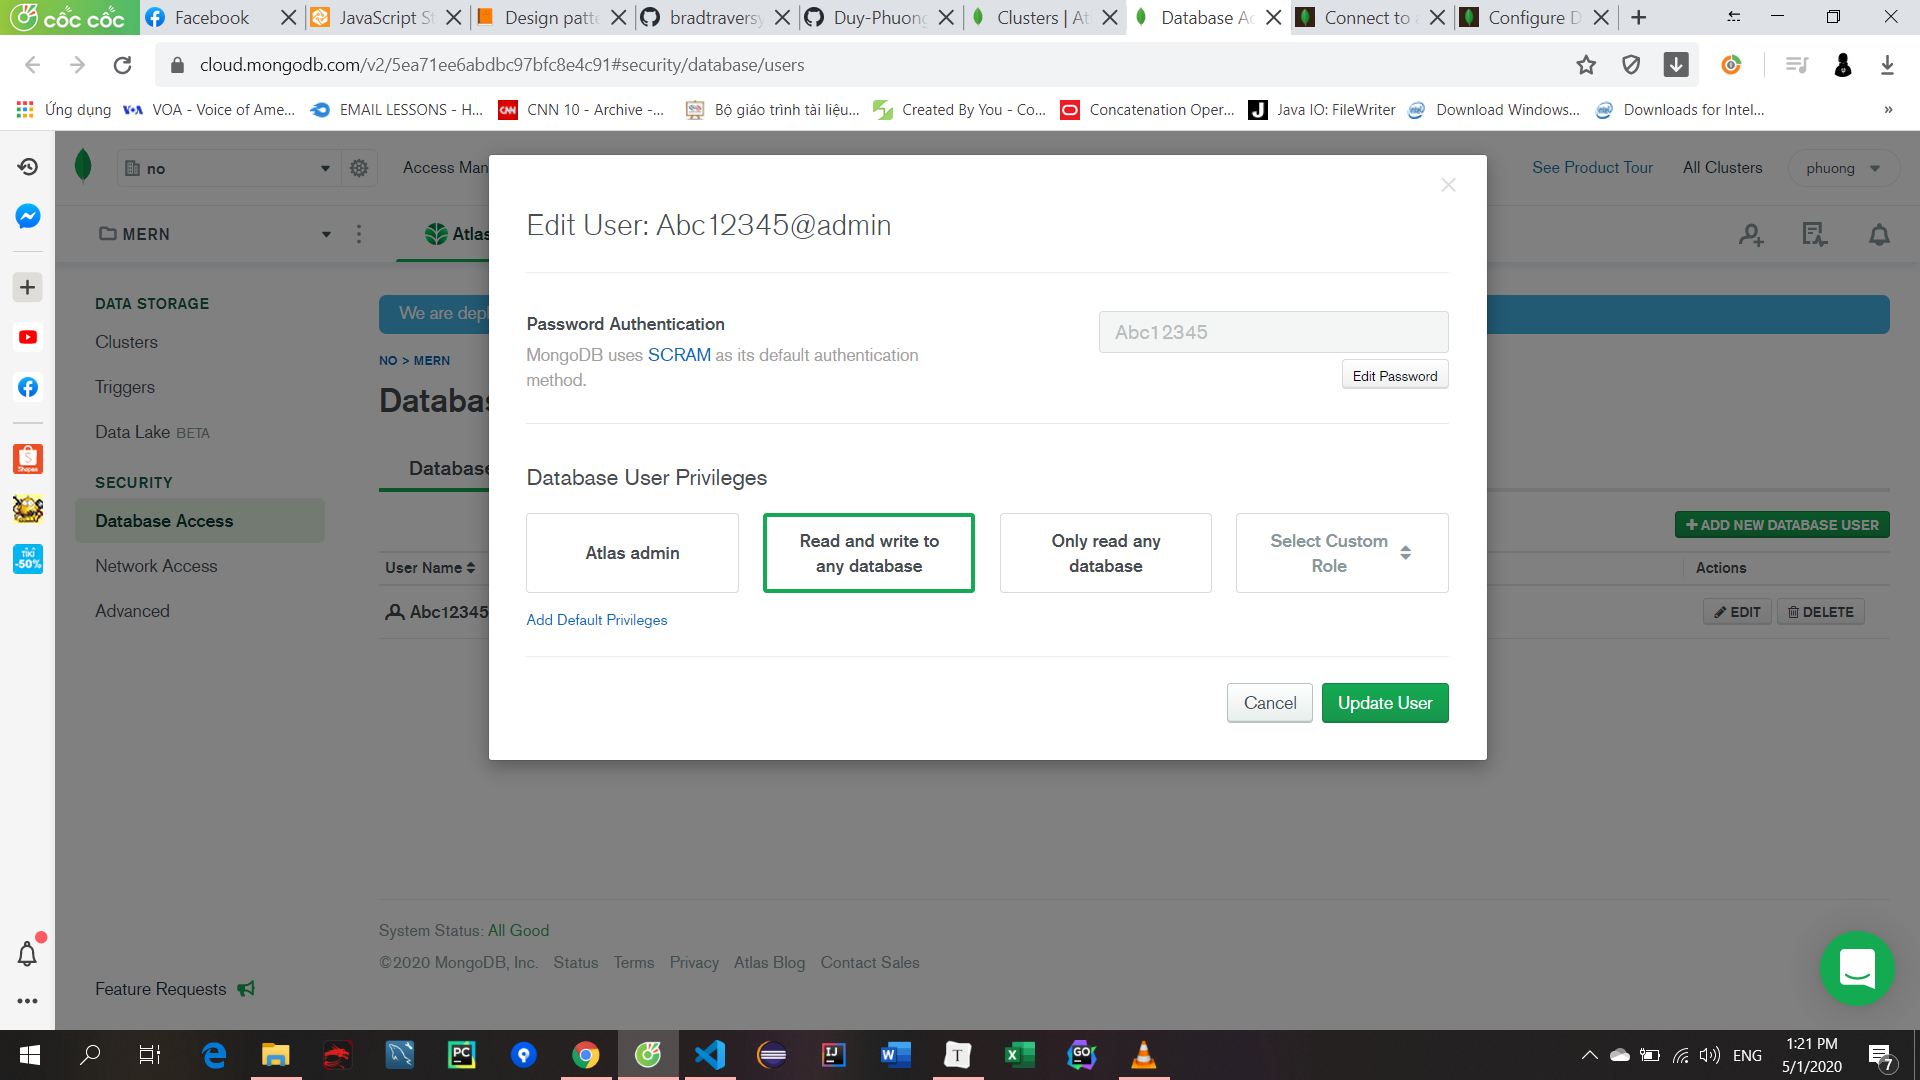 cốc cốc
Facebook
JavaScript St
Design patte
bradtraversy
Duy-Phuong
Clusters | At
Database Ac
Connect to a
Configure D
cloud.mongodb.com/v2/5ea71ee6abdbc97bfc8e4c91#security/database/users
Ứng dụng
VOA - Voice of Ame...
EMAIL LESSONS - H...
CNN 10 - Archive -...
Bộ giáo trình tài liệu...
Created By You - Co...
Concatenation Oper...
Java IO: FileWriter
Download Windows...
Downloads for Intel...
»
no
Access Man
See Product Tour
All Clusters
phuong
MERN
Atlas
DATA STORAGE
Clusters
Triggers
Data Lake BETA
SECURITY
Database Access
Network Access
Advanced
Feature Requests
We are depl
NO > MERN
Databas
Database
User Name
Abc12345
ADD NEW DATABASE USER
Actions
EDIT
DELETE
Edit User: Abc12345@admin
Password Authentication
MongoDB uses SCRAM as its default authentication
method.
Abc12345
Edit Password
Database User Privileges
Atlas admin
Read and write to
any database
Only read any
database
Select Custom
Role
Add Default Privileges
Cancel
Update User
System Status: All Good
©2020 MongoDB, Inc. Status Terms Privacy Atlas Blog Contact Sales
Shopee
TIKI
-50%
ENG
1:21 PM
5/1/2020
7